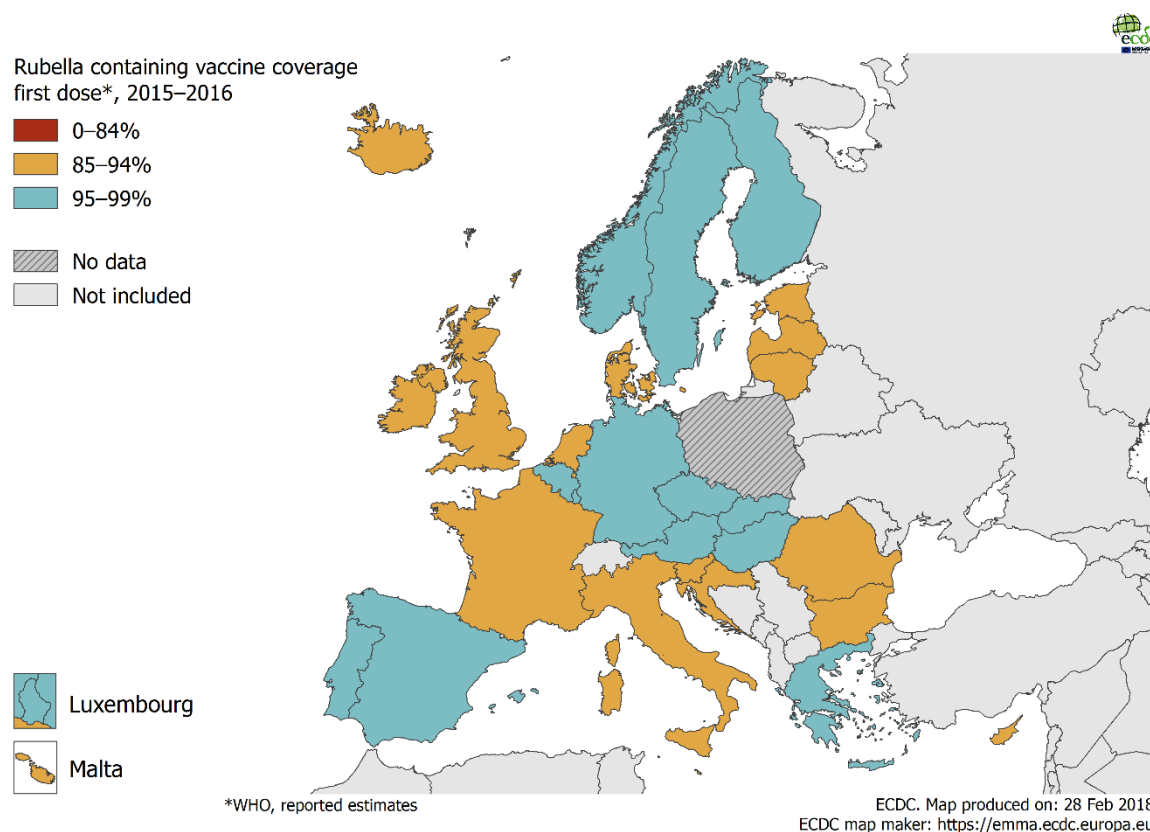 ecdc
Rubella containing vaccine coverage
first dose*, 2015–2016
0–84%
85–94%
95–99%
No data
Not included
Luxembourg
Malta
*WHO, reported estimates
ECDC. Map produced on: 28 Feb 2018
ECDC map maker: https://emma.ecdc.europa.eu